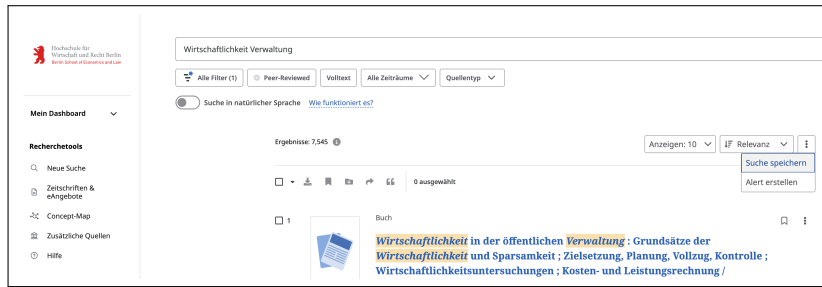 Hochschule für
Wirtschaft und Recht Berlin
Berlin School of Economics and Law
Mein Dashboard
Recherchetools
Neue Suche
Zeitschriften &
eAngebote
Concept-Map
Zusätzliche Quellen
Hilfe
Wirtschaftlichkeit Verwaltung
Alle Filter (1) Peer-Reviewed Volltext Alle Zeiträume Quellentyp
Suche in natürlicher Sprache Wie funktioniert es?
Ergebnisse: 7,545 Anzeigen: 10 Relevanz
Suche speichern
Alert erstellen
0 ausgewählt
1 Buch
Wirtschaftlichkeit in der öffentlichen Verwaltung : Grundsätze der
Wirtschaftlichkeit und Sparsamkeit ; Zielsetzung, Planung, Vollzug, Kontrolle ;
Wirtschaftlichkeitsuntersuchungen ; Kosten- und Leistungsrechnung /